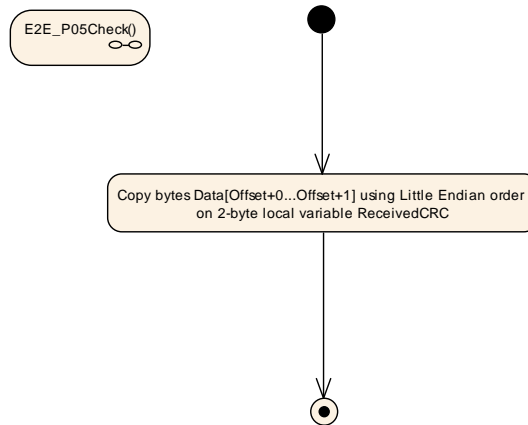 E2E_P05Check()
Copy bytes Data[Offset+0...Offset+1] using Little Endian order
on 2-byte local variable ReceivedCRC